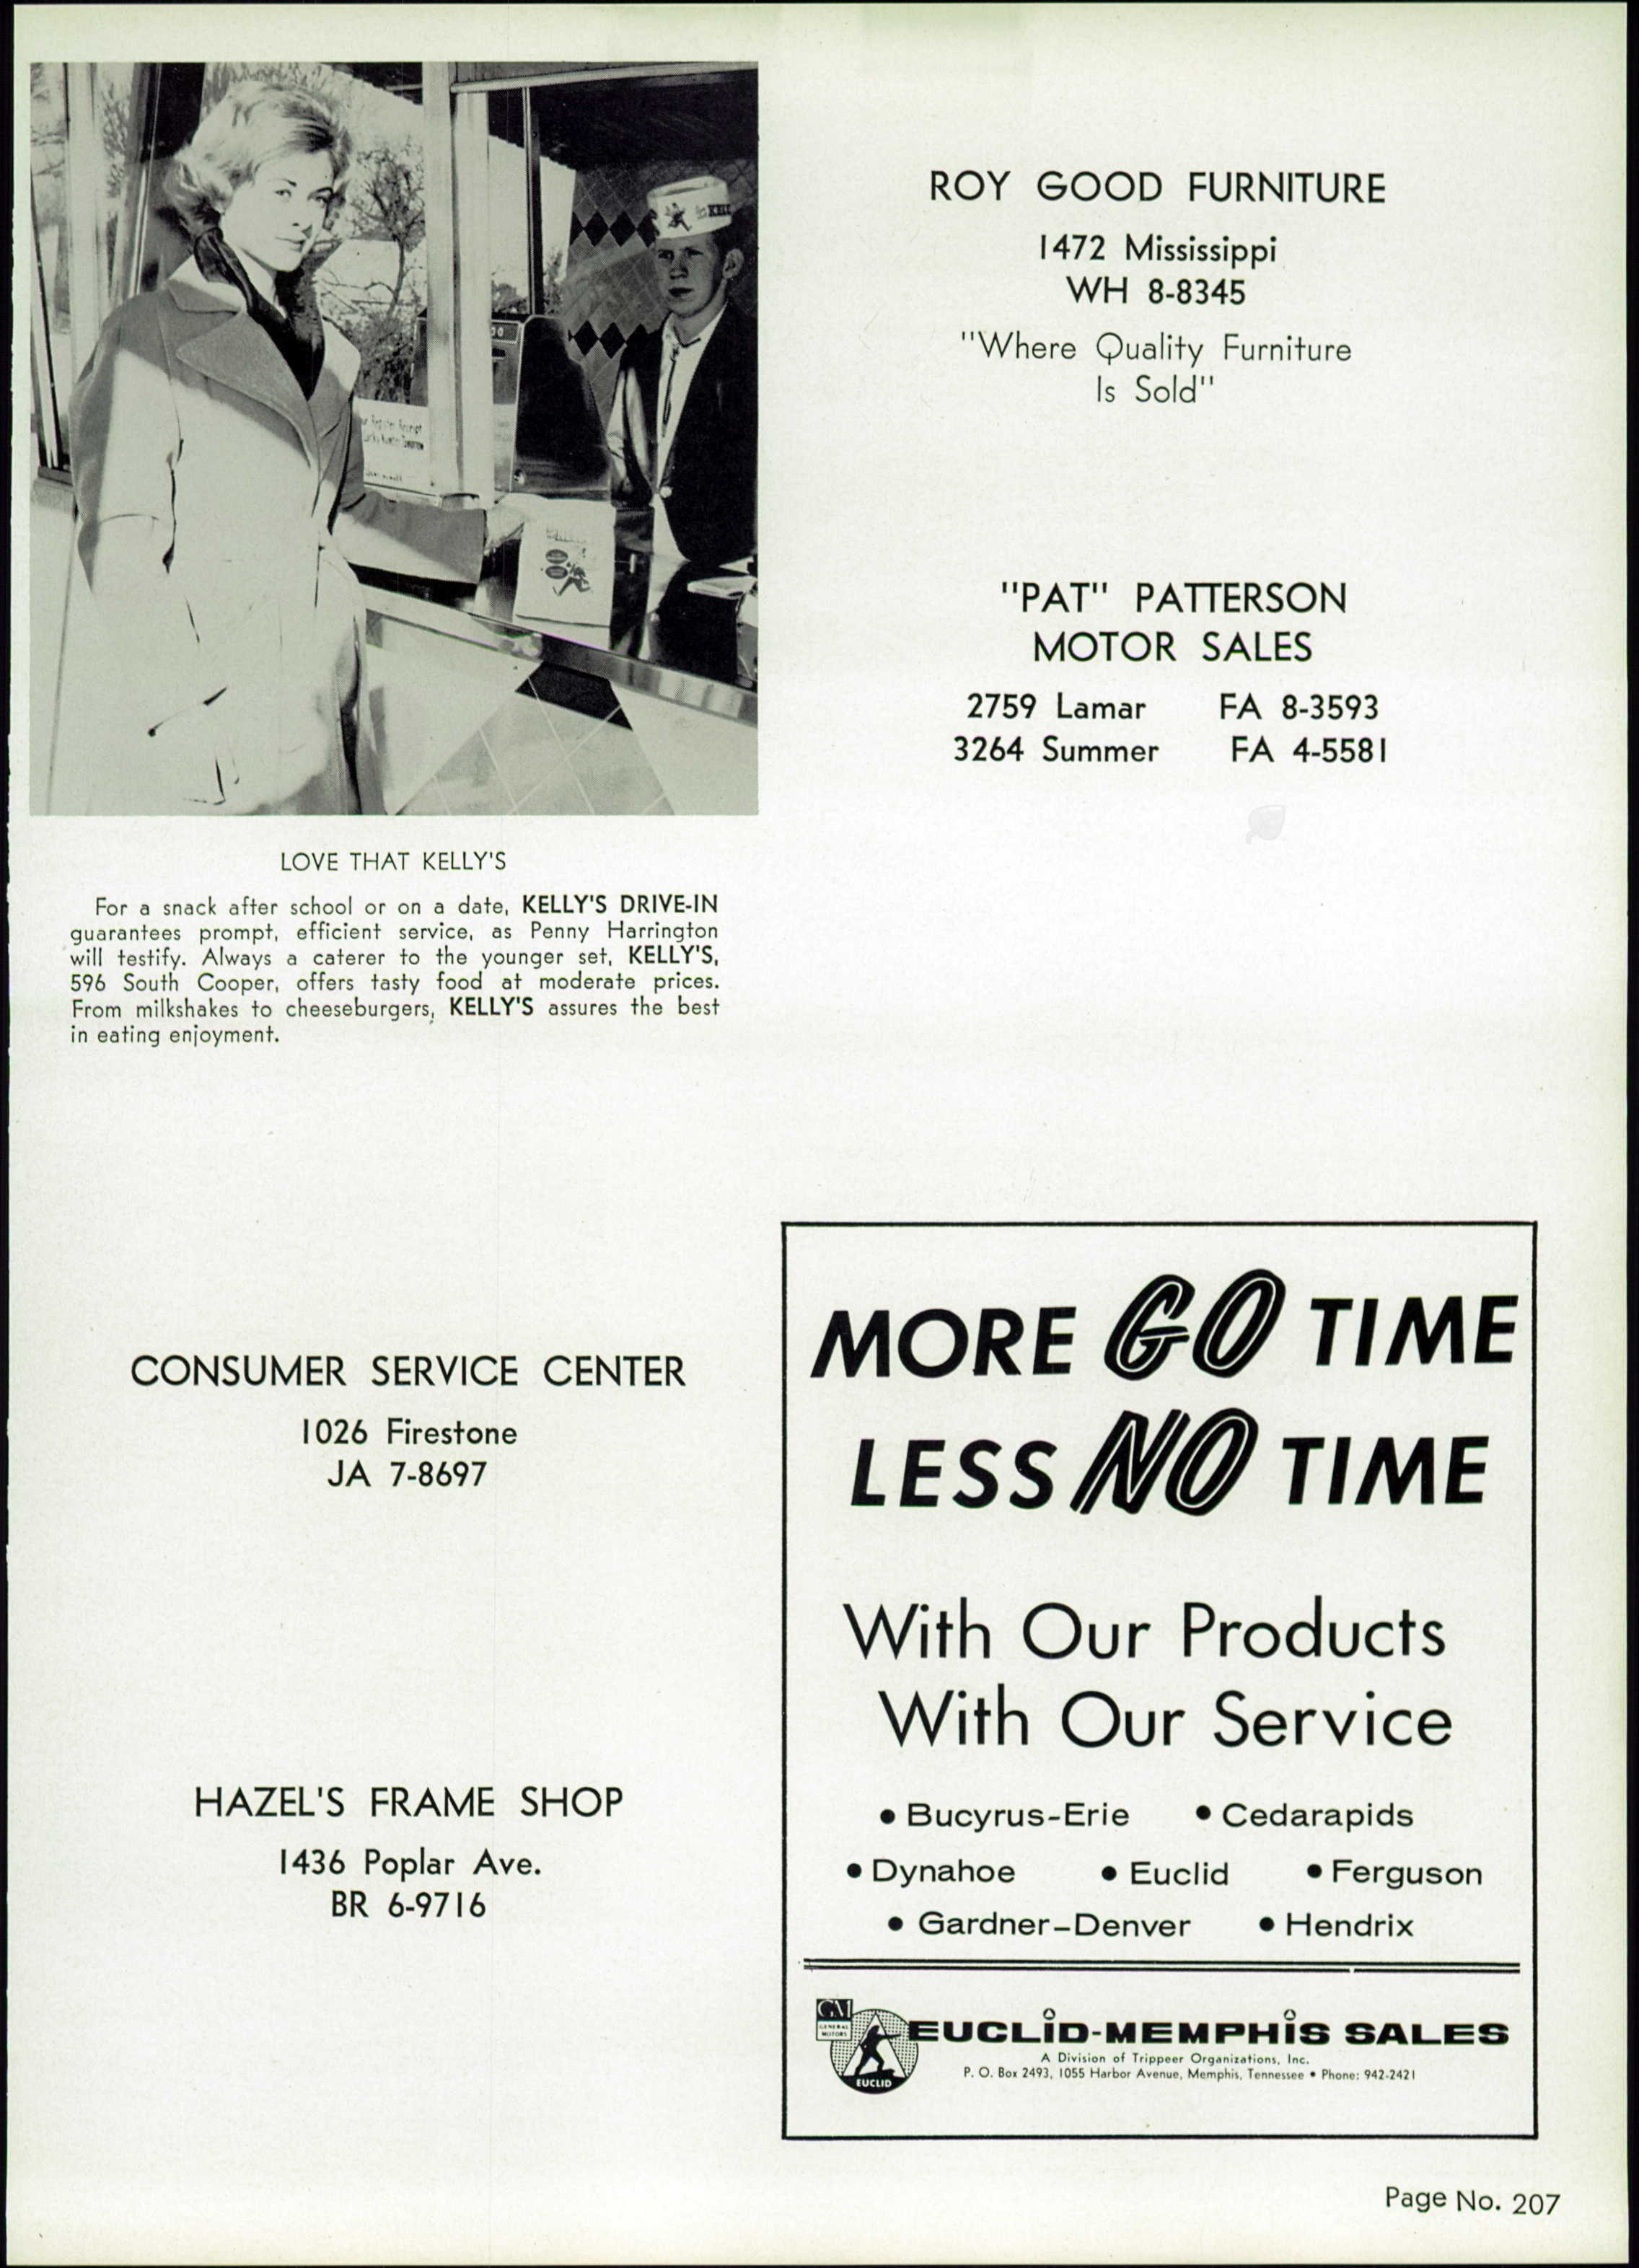 LOVE THAT KELLY'S
For a snack after school or on a date, KELLY'S DRIVE-IN
guarantees prompt, efficient service, as Penny Harrington
will testify. Always a caterer to the younger set, KELLY'S,
596 South Cooper, offers tasty food at moderate prices.
From milkshakes to cheeseburgers, KELLY'S assures the best
in eating enjoyment.
ROY GOOD FURNITURE
1472 Mississippi
WH 8-8345
"Where Quality Furniture
Is Sold"
"PAT" PATTERSON
MOTOR SALES
2759 Lamar FA 8-3593
3264 Summer FA 4-5581
CONSUMER SERVICE CENTER
1026 Firestone
JA 7-8697
HAZEL'S FRAME SHOP
1436 Poplar Ave.
BR 6-9716
MORE GO TIME
LESS NO TIME
With Our Products
With Our Service
• Bucyrus-Erie • Cedarapids
• Dynahoe • Euclid • Ferguson
• Gardner-Denver • Hendrix
GM
GENERAL
MOTORS
EUCLID
EUCLID-MEMPHIS SALES
A Division of Trippeer Organizations, Inc.
P. O. Box 2493, 1055 Harbor Avenue, Memphis, Tennessee • Phone: 942-2421
Page No. 207